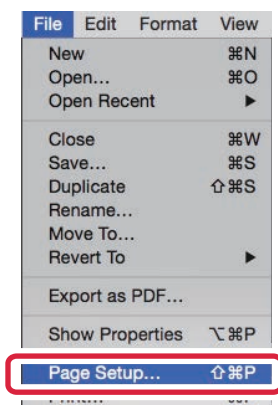 File Edit Format View
New ⌘N
Open... ⌘O
Open Recent ▶
Close ⌘W
Save... ⌘S
Duplicate ⇧⌘S
Rename...
Move To...
Revert To ▶
Export as PDF...
Show Properties ⌥⌘P
Page Setup... ⇧⌘P